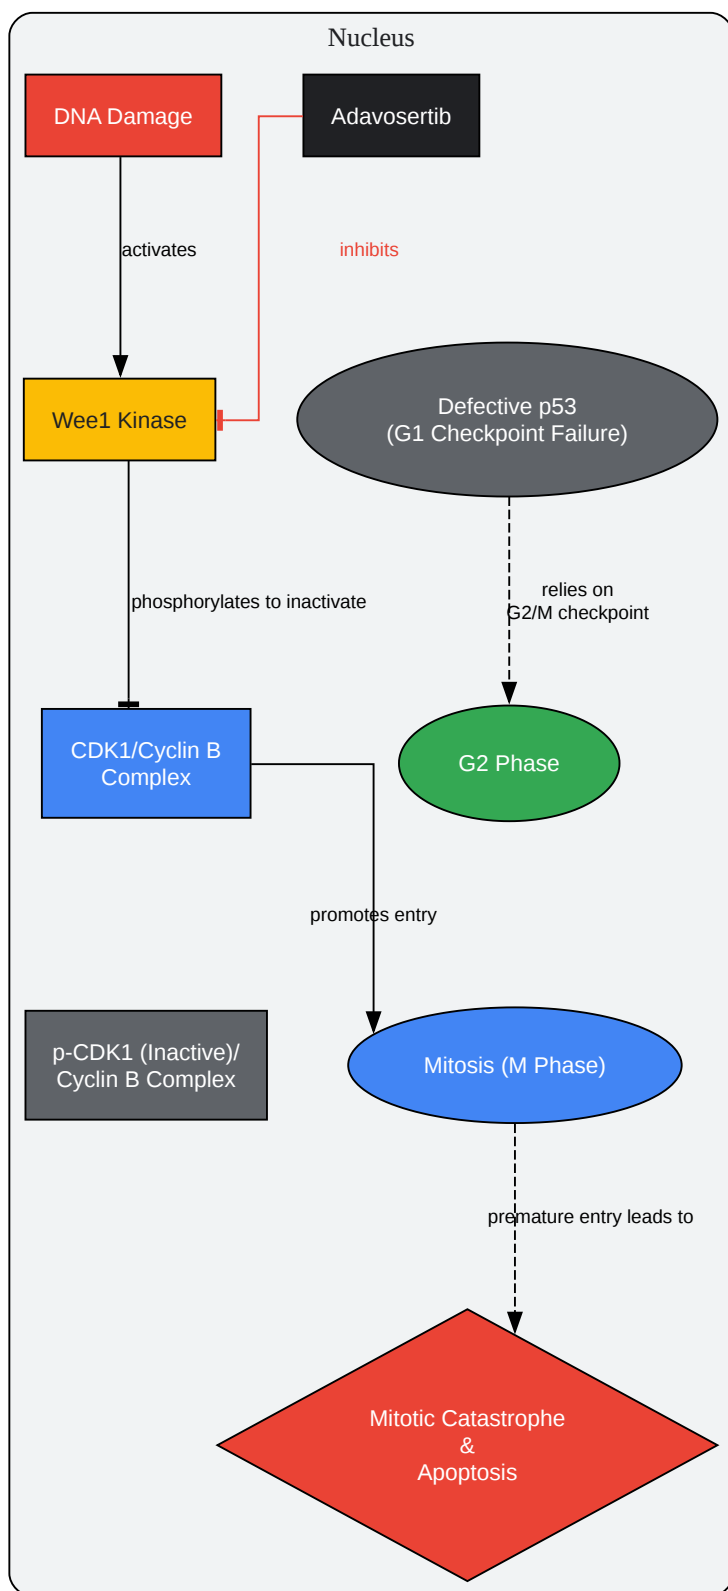 Nucleus
DNA Damage
Adavosertib
activates
inhibits
Wee1 Kinase
Defective p53
(G1 Checkpoint Failure)
phosphorylates to inactivate
relies on
G2/M checkpoint
CDK1/Cyclin B
Complex
G2 Phase
promotes entry
p-CDK1 (Inactive)/
Cyclin B Complex
Mitosis (M Phase)
premature entry leads to
Mitotic Catastrophe
&
Apoptosis